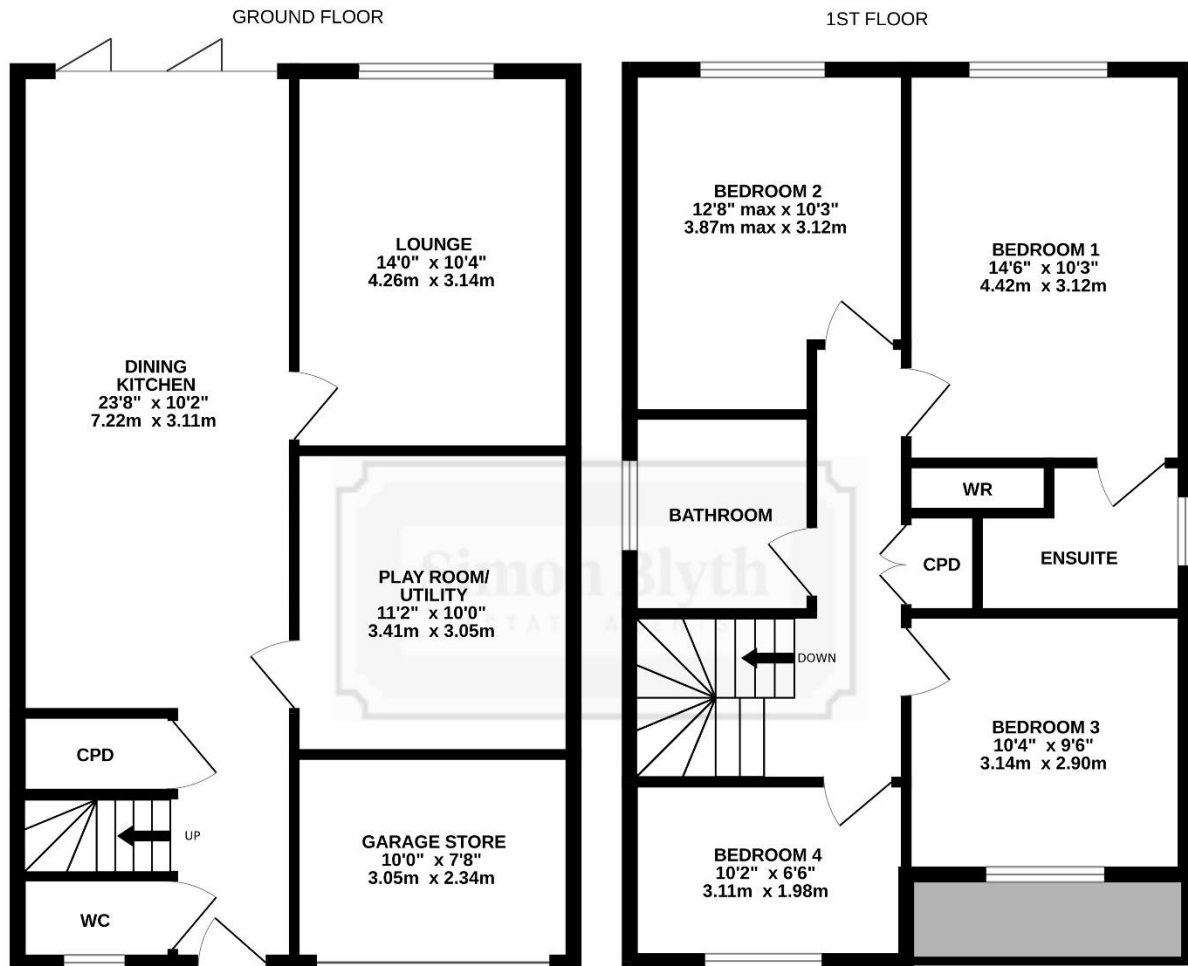 GROUND FLOOR
DINING
KITCHEN
23'8" x 10'2"
7.22m x 3.11m
LOUNGE
14'0" x 10'4"
4.26m x 3.14m
PLAY ROOM/
UTILITY
11'2" x 10'0"
3.41m x 3.05m
CPD
UP
WC
GARAGE STORE
10'0" x 7'8"
3.05m x 2.34m
1ST FLOOR
BEDROOM 2
12'8" max x 10'3"
3.87m max x 3.12m
BEDROOM 1
14'6" x 10'3"
4.42m x 3.12m
WR
BATHROOM
CPD
ENSUITE
DOWN
BEDROOM 3
10'4" x 9'6"
3.14m x 2.90m
BEDROOM 4
10'2" x 6'6"
3.11m x 1.98m
Simon Blyth
ESTATE AGENTS